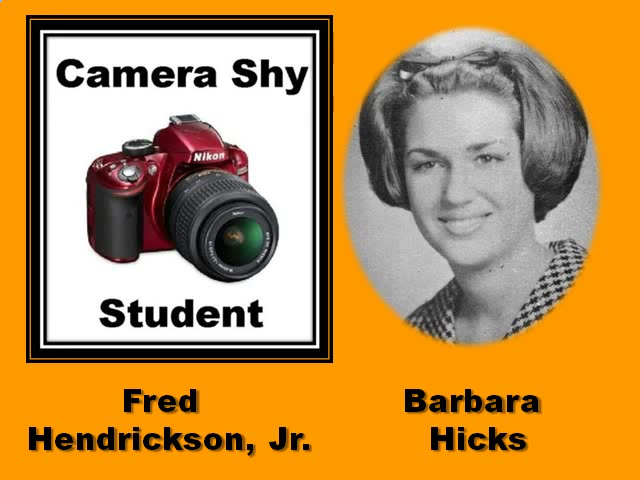 Camera Shy
Nikon
Student
Fred
Hendrickson, Jr.
Barbara
Hicks